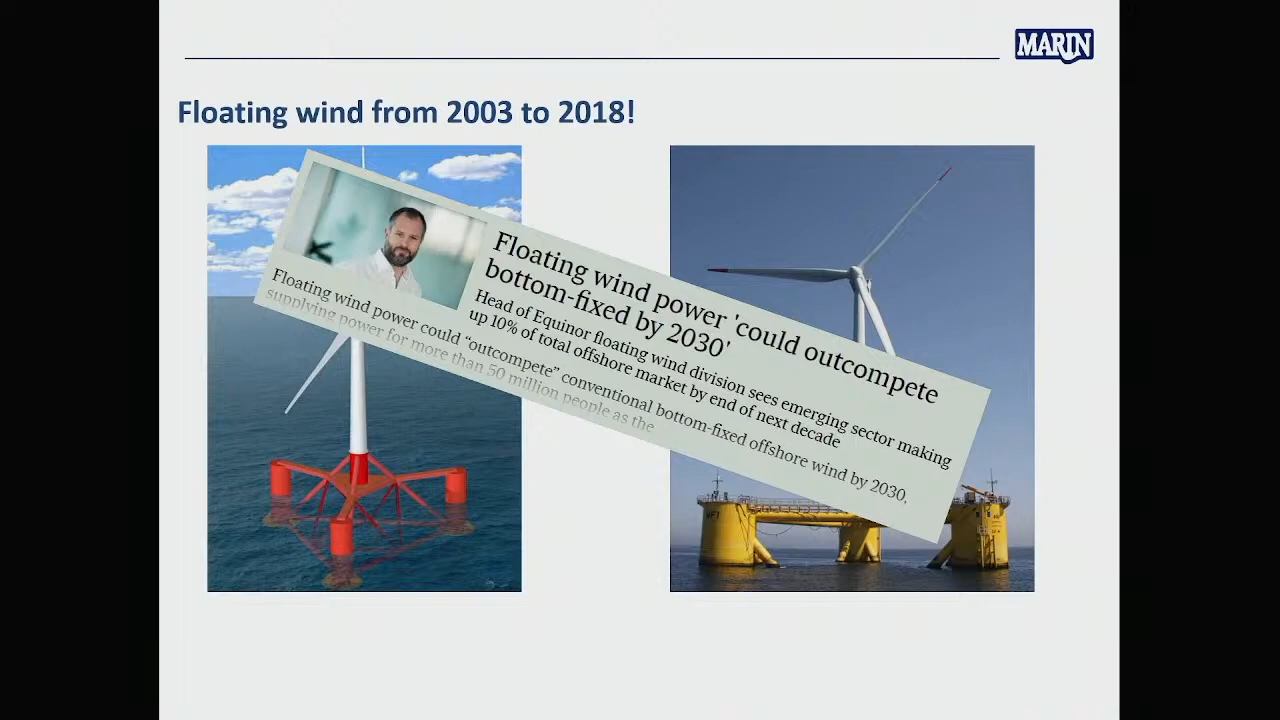 MARIN
Floating wind from 2003 to 2018!
Floating wind power 'could outcompete
bottom-fixed by 2030'
Head of Equinor floating wind division sees emerging sector making
up 10% of total offshore market by end of next decade
Floating wind power could “outcompete” conventional bottom-fixed offshore wind by 2030,
supplying power for more than 50 million people as the